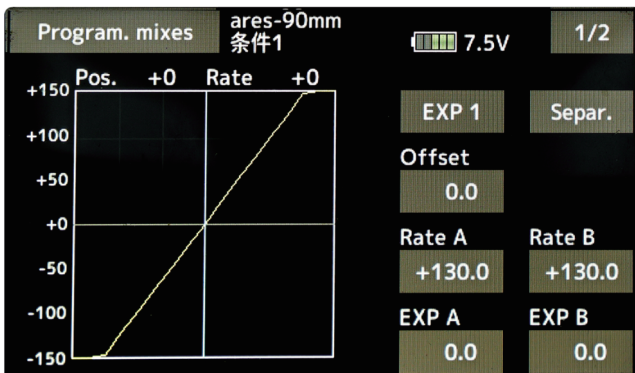 Program. mixes
ares-90mm
条件1
7.5V
1/2
Pos. +0 Rate +0
+150
+100
+50
+0
-50
-100
-150
EXP 1
Separ.
Offset
0.0
Rate A
Rate B
+130.0
+130.0
EXP A
EXP B
0.0
0.0